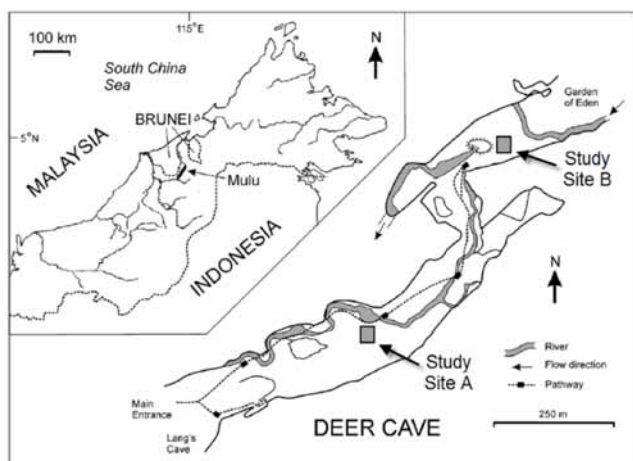 115°E
100 km
N
South China
Sea
BRUNEI
5°N
MALAYSIA
Mulu
INDONESIA
Garden
of Eden
Study
Site B
N
Study
Site A
River
Flow direction
Pathway
250 m
Main
Entrance
Lang's
Cave
DEER CAVE